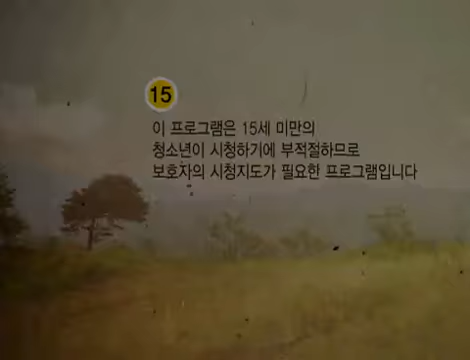 15
이 프로그램은 15세 미만의
청소년이 시청하기에 부적절하므로
보호자의 시청지도가 필요한 프로그램입니다